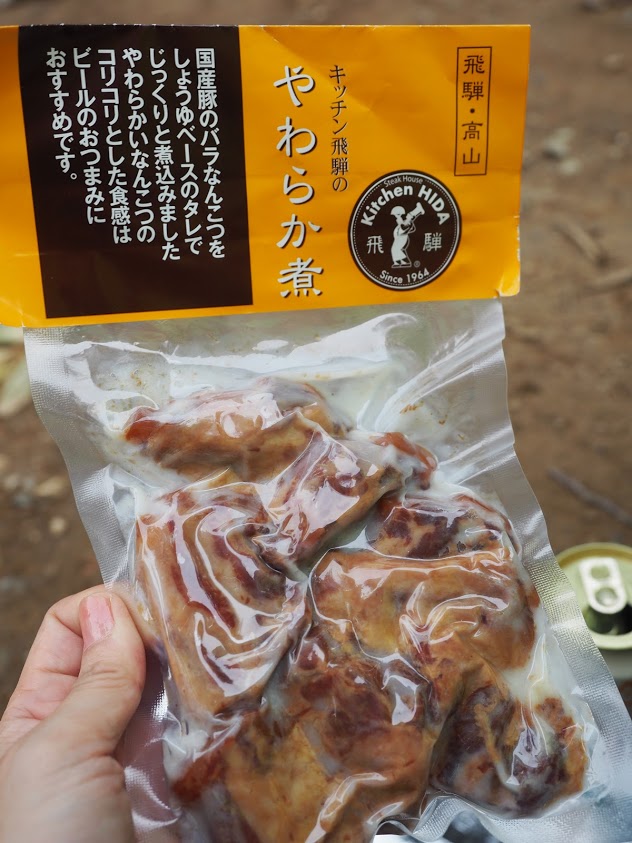 飛騨・高山
Steak House
Kitchen HIDA
飛騨
®
Since 1964
キッチン飛騨の
やわらか煮
国産豚のバラなんこつを
しょうゆベースのタレで
じっくりと煮込みました
やわらかいなんこつの
コリコリとした食感は
ビールのおつまみに
おすすめです。